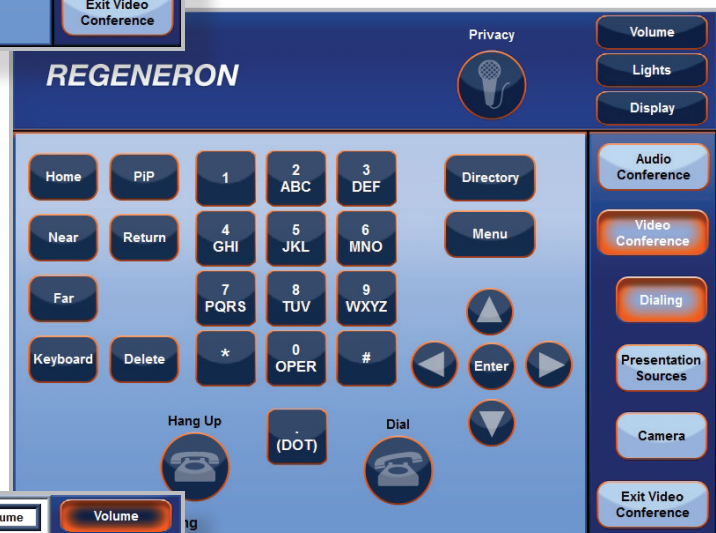 Exit Video
Conference
Privacy
Volume
REGENERON
Lights
Display
Home
PiP
1
2
ABC
3
DEF
Directory
Audio
Conference
Near
Return
4
GHI
5
JKL
6
MNO
Menu
Video
Conference
Far
7
PQRS
8
TUV
9
WXYZ
Dialing
Keyboard
Delete
*
0
OPER
#
Enter
Presentation
Sources
Hang Up
.
(DOT)
Dial
Camera
Exit Video
Conference
Volume